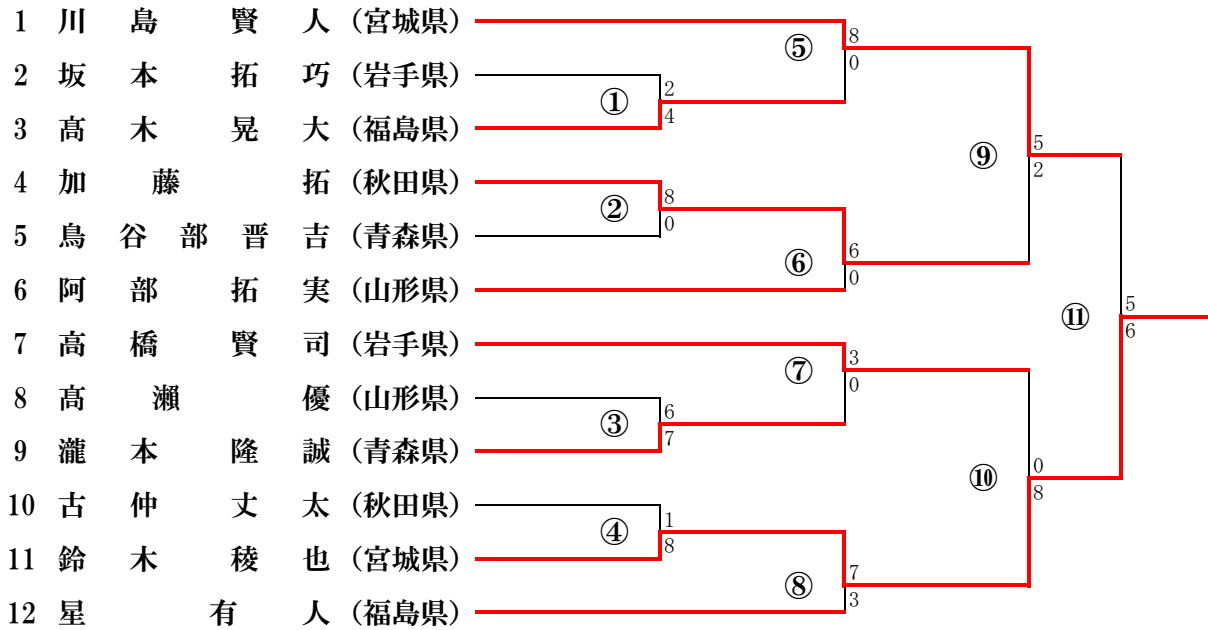 1 川島賢人(宮城県)
8
⑤
0
2 坂本拓巧(岩手県)
2
①
4
3 髙木晃大(福島県)
5
⑨
2
4 加藤拓(秋田県)
8
②
0
5 鳥谷部晋吉(青森県)
6
⑥
0
6 阿部拓実(山形県)
5
⑪
6
7 高橋賢司(岩手県)
3
⑦
0
8 髙瀬優(山形県)
6
③
7
9 瀧本隆誠(青森県)
0
⑩
8
10 古仲丈太(秋田県)
1
④
8
11 鈴木稜也(宮城県)
7
⑧
3
12 星有人(福島県)